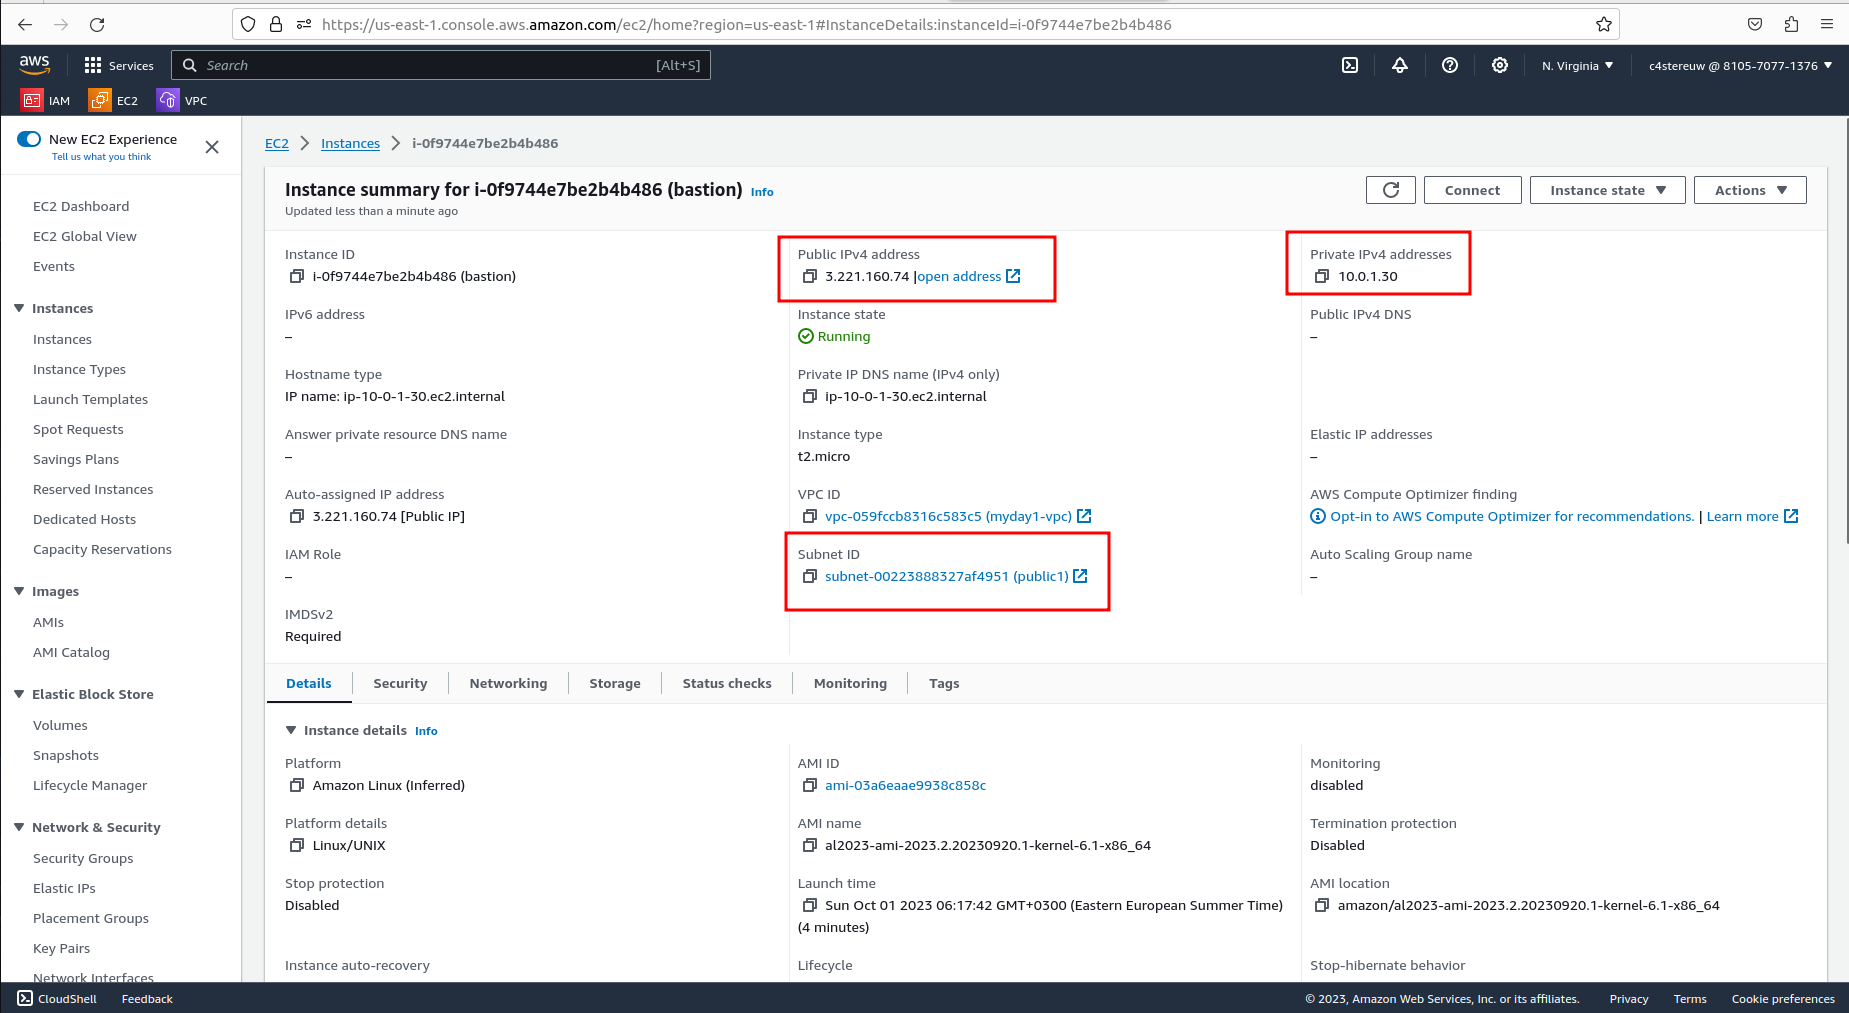 https://us-east-1.console.aws.amazon.com/ec2/home?region=us-east-1#InstanceDetails:instanceId=i-0f9744e7be2b4b486
aws
Services
Search
[Alt+S]
N. Virginia
c4stereuw @ 8105-7077-1376
IAM
EC2
VPC
New EC2 Experience
Tell us what you think
EC2 Dashboard
EC2 Global View
Events
Instances
Instances
Instance Types
Launch Templates
Spot Requests
Savings Plans
Reserved Instances
Dedicated Hosts
Capacity Reservations
Images
AMIs
AMI Catalog
Elastic Block Store
Volumes
Snapshots
Lifecycle Manager
Network & Security
Security Groups
Elastic IPs
Placement Groups
Key Pairs
Network Interfaces
EC2 > Instances > i-0f9744e7be2b4b486
Instance summary for i-0f9744e7be2b4b486 (bastion) Info
Updated less than a minute ago
Connect
Instance state
Actions
Instance ID
i-0f9744e7be2b4b486 (bastion)
Public IPv4 address
3.221.160.74 |open address
Private IPv4 addresses
10.0.1.30
IPv6 address
–
Instance state
Running
Public IPv4 DNS
–
Hostname type
IP name: ip-10-0-1-30.ec2.internal
Private IP DNS name (IPv4 only)
ip-10-0-1-30.ec2.internal
Answer private resource DNS name
–
Instance type
t2.micro
Elastic IP addresses
–
Auto-assigned IP address
3.221.160.74 [Public IP]
VPC ID
vpc-059fccb8316c583c5 (myday1-vpc)
AWS Compute Optimizer finding
Opt-in to AWS Compute Optimizer for recommendations. | Learn more
IAM Role
–
Subnet ID
subnet-00223888327af4951 (public1)
Auto Scaling Group name
–
IMDSv2
Required
Details
Security
Networking
Storage
Status checks
Monitoring
Tags
Instance details Info
Platform
Amazon Linux (Inferred)
AMI ID
ami-03a6eaae9938c858c
Monitoring
disabled
Platform details
Linux/UNIX
AMI name
al2023-ami-2023.2.20230920.1-kernel-6.1-x86_64
Termination protection
Disabled
Stop protection
Disabled
Launch time
Sun Oct 01 2023 06:17:42 GMT+0300 (Eastern European Summer Time)
(4 minutes)
AMI location
amazon/al2023-ami-2023.2.20230920.1-kernel-6.1-x86_64
Instance auto-recovery
Lifecycle
Stop-hibernate behavior
CloudShell
Feedback
© 2023, Amazon Web Services, Inc. or its affiliates.
Privacy
Terms
Cookie preferences